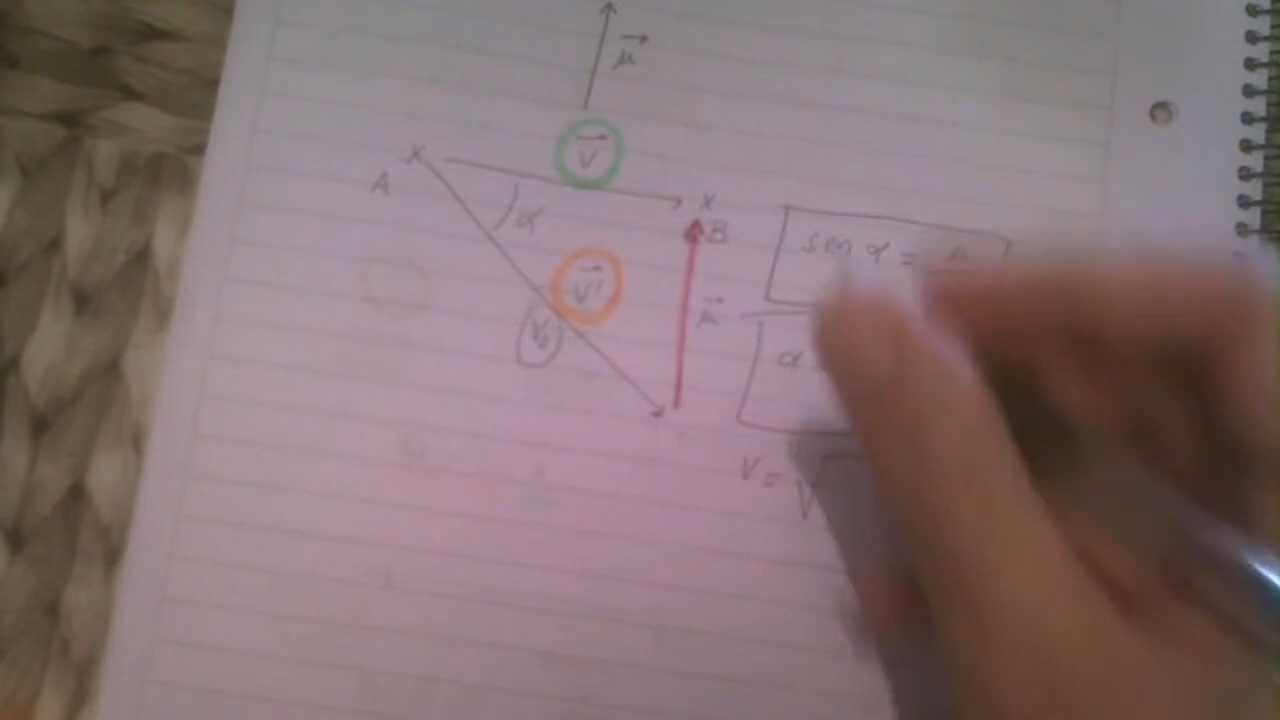 μ
V
A
α
B
sen α =
V'
V₀
A
α
V = √